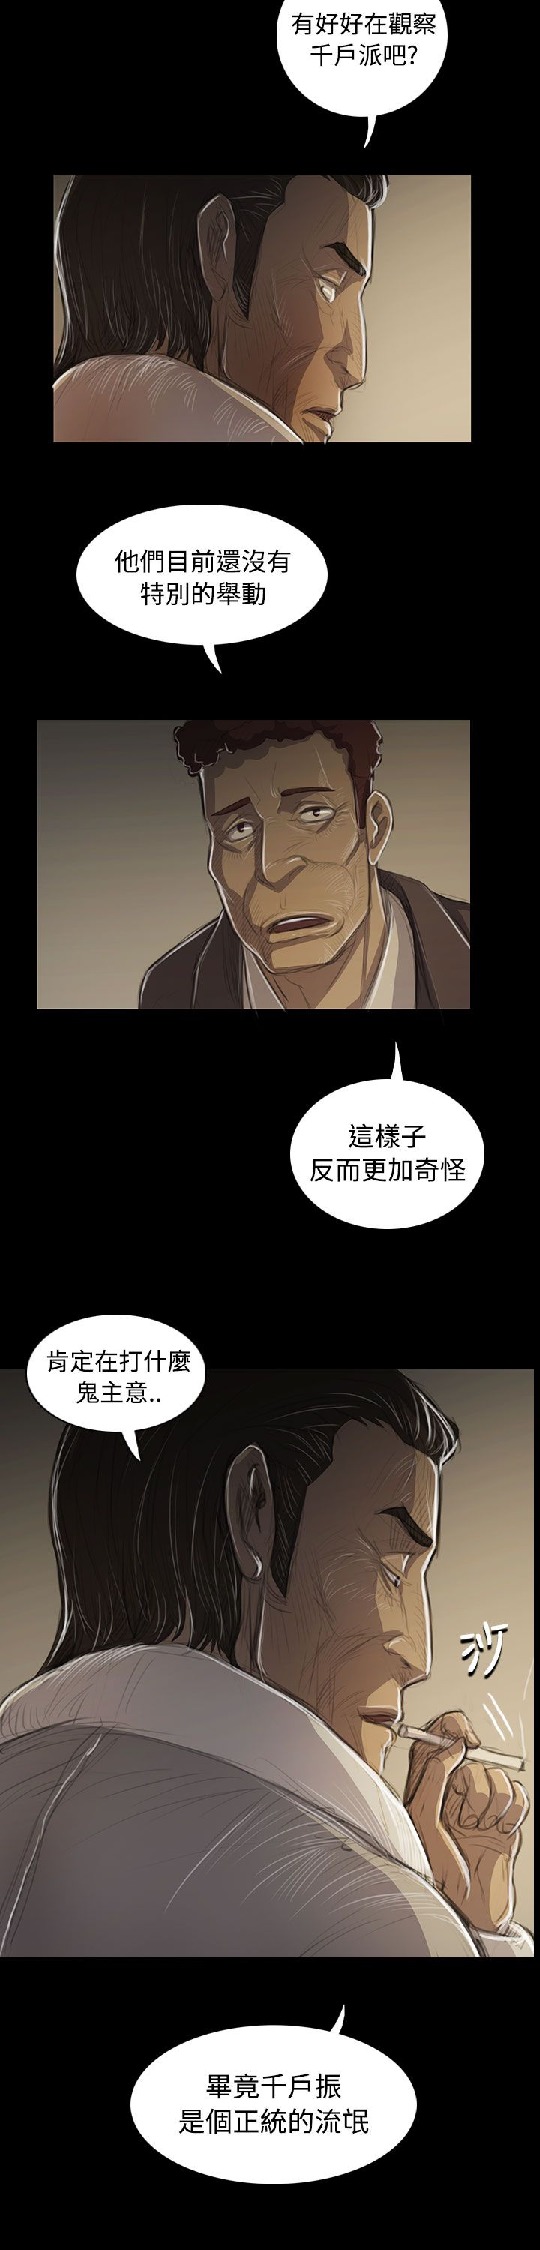 有好好在觀察
千戶派吧?
他們目前還沒有
特別的舉動
這樣子
反而更加奇怪
肯定在打什麼
鬼主意..
畢竟千戶振
是個正統的流氓